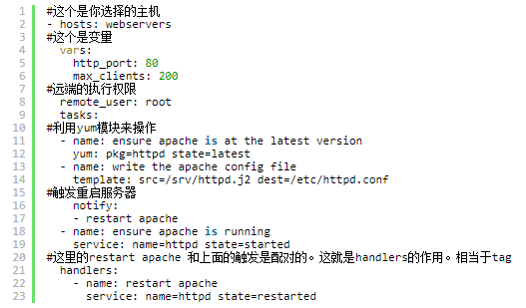 1 #这个是你选择的主机
2 - hosts: webservers
3 #这个是变量
4   vars:
5     http_port: 80
6     max_clients: 200
7 #远端的执行权限
8   remote_user: root
9   tasks:
10 #利用yum模块来操作
11   - name: ensure apache is at the latest version
12     yum: pkg=httpd state=latest
13   - name: write the apache config file
14     template: src=/srv/httpd.j2 dest=/etc/httpd.conf
15 #触发重启服务器
16     notify:
17     - restart apache
18   - name: ensure apache is running
19     service: name=httpd state=started
20 #这里的restart apache 和上面的触发是配对的。这就是handlers的作用。相当于tag
21   handlers:
22     - name: restart apache
23       service: name=httpd state=restarted